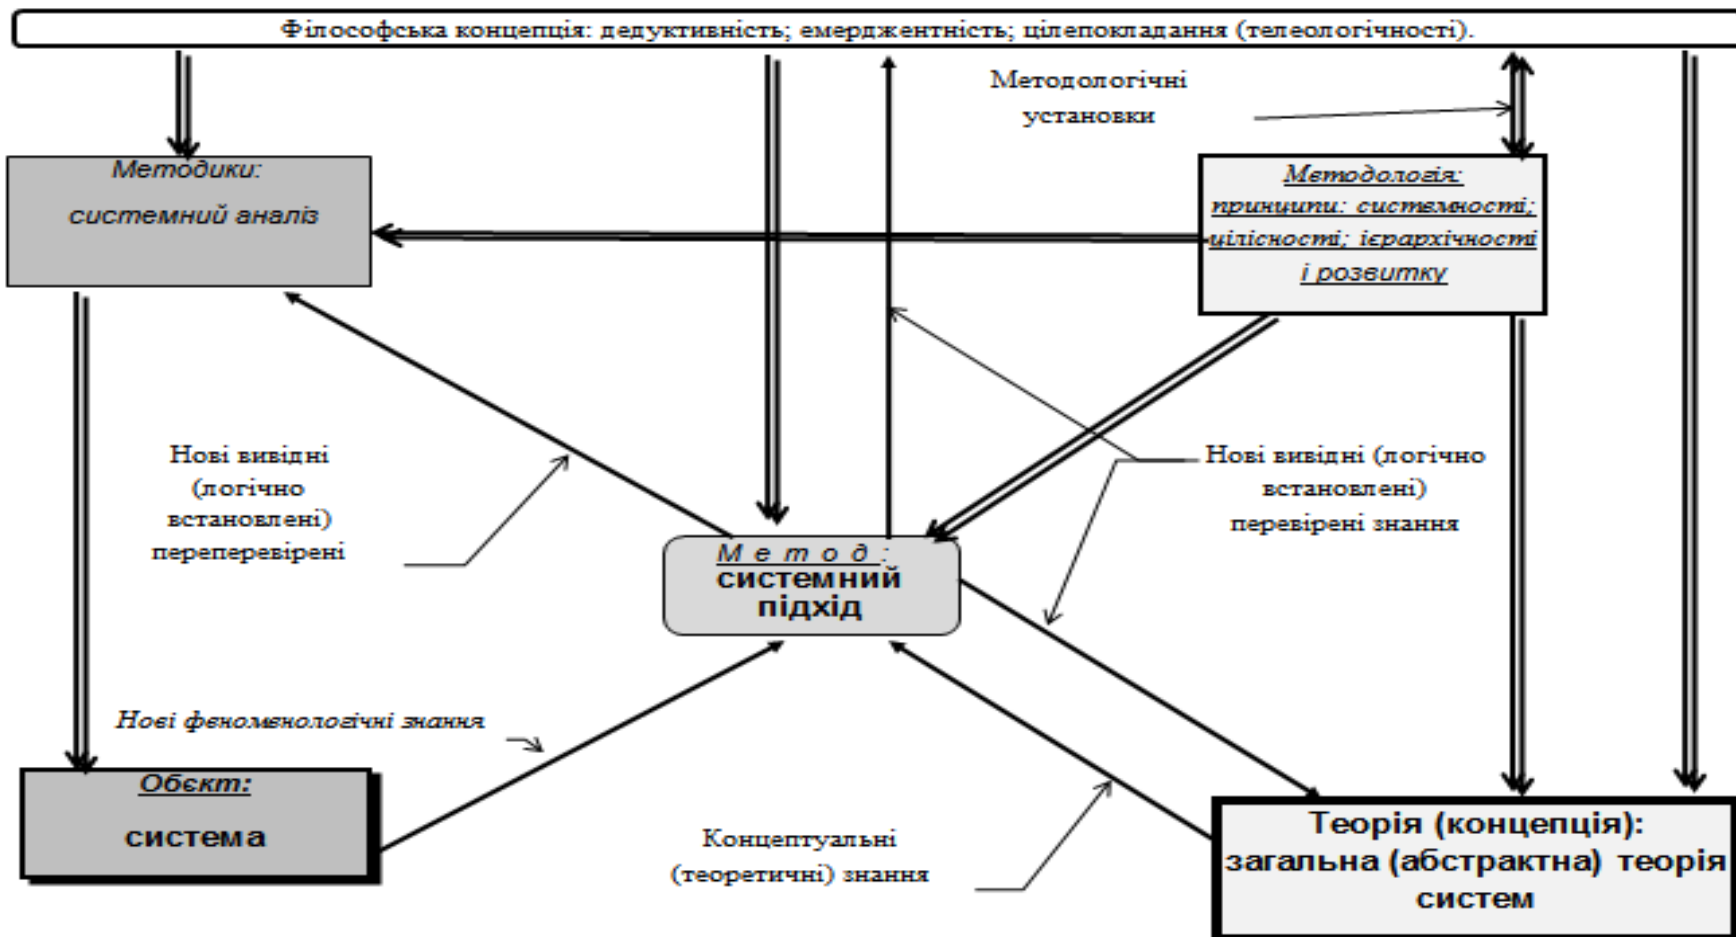 Філософська концепція: дедуктивність; емерджентність; цілепокладання (телеологічності).
Методологічні
установки
Методики:
системний аналіз
Методологія:
принципи: системності;
цілісності; ієрархічності
і розвитку
Нові вивідні
(логічно
встановлені)
переперевірені
Нові вивідні (логічно
встановлені)
перевірені знання
М е т о д :
системний
підхід
Нові феноменологічні знання
Обєкт:
система
Концептуальні
(теоретичні) знання
Теорія (концепція):
загальна (абстрактна) теорія
систем